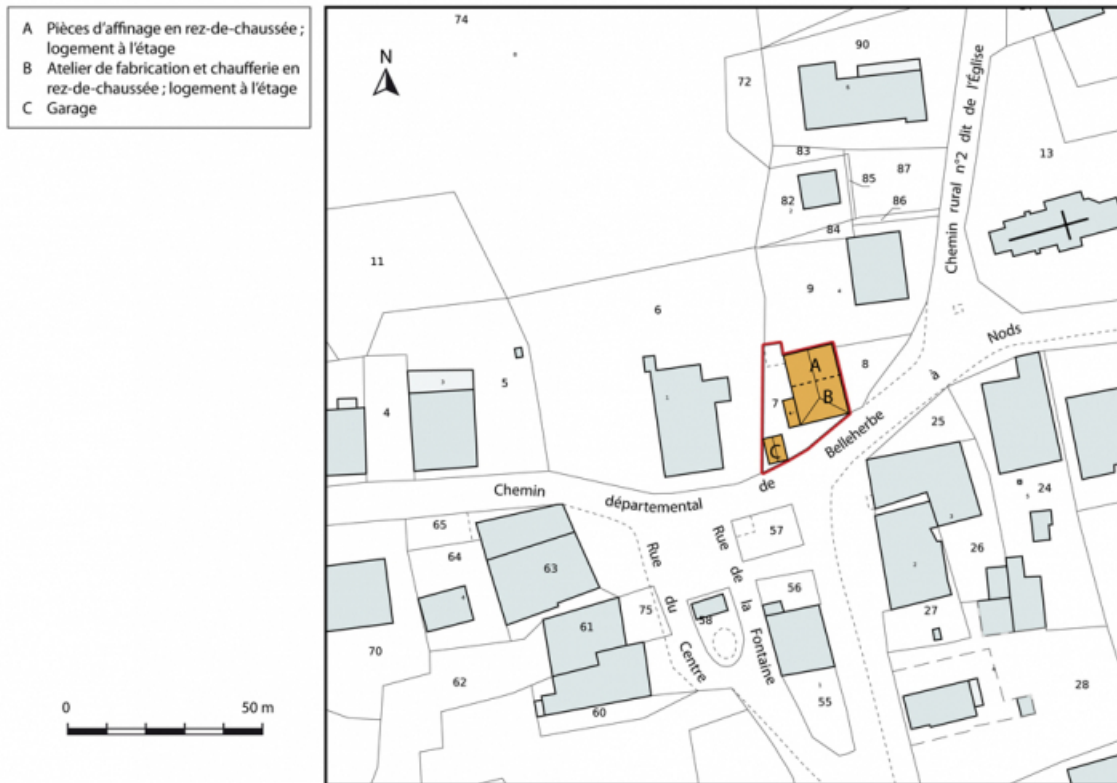 A Pièces d'affinage en rez-de-chaussée ;
logement à l'étage
B Atelier de fabrication et chaufferie en
rez-de-chaussée ; logement à l'étage
C Garage
0 50 m
N
74
90
72
83
85
87
13
82
86
84
11
9
6
8
5
3
4
1
7
A
B
C
Chemin rural n°2 dit de l'Église
Chemin départemental de Belleherbe à Nods
25
24
65
57
64
63
Rue du Centre
Rue de la Fontaine
56
26
2
75
58
61
27
70
62
60
55
28